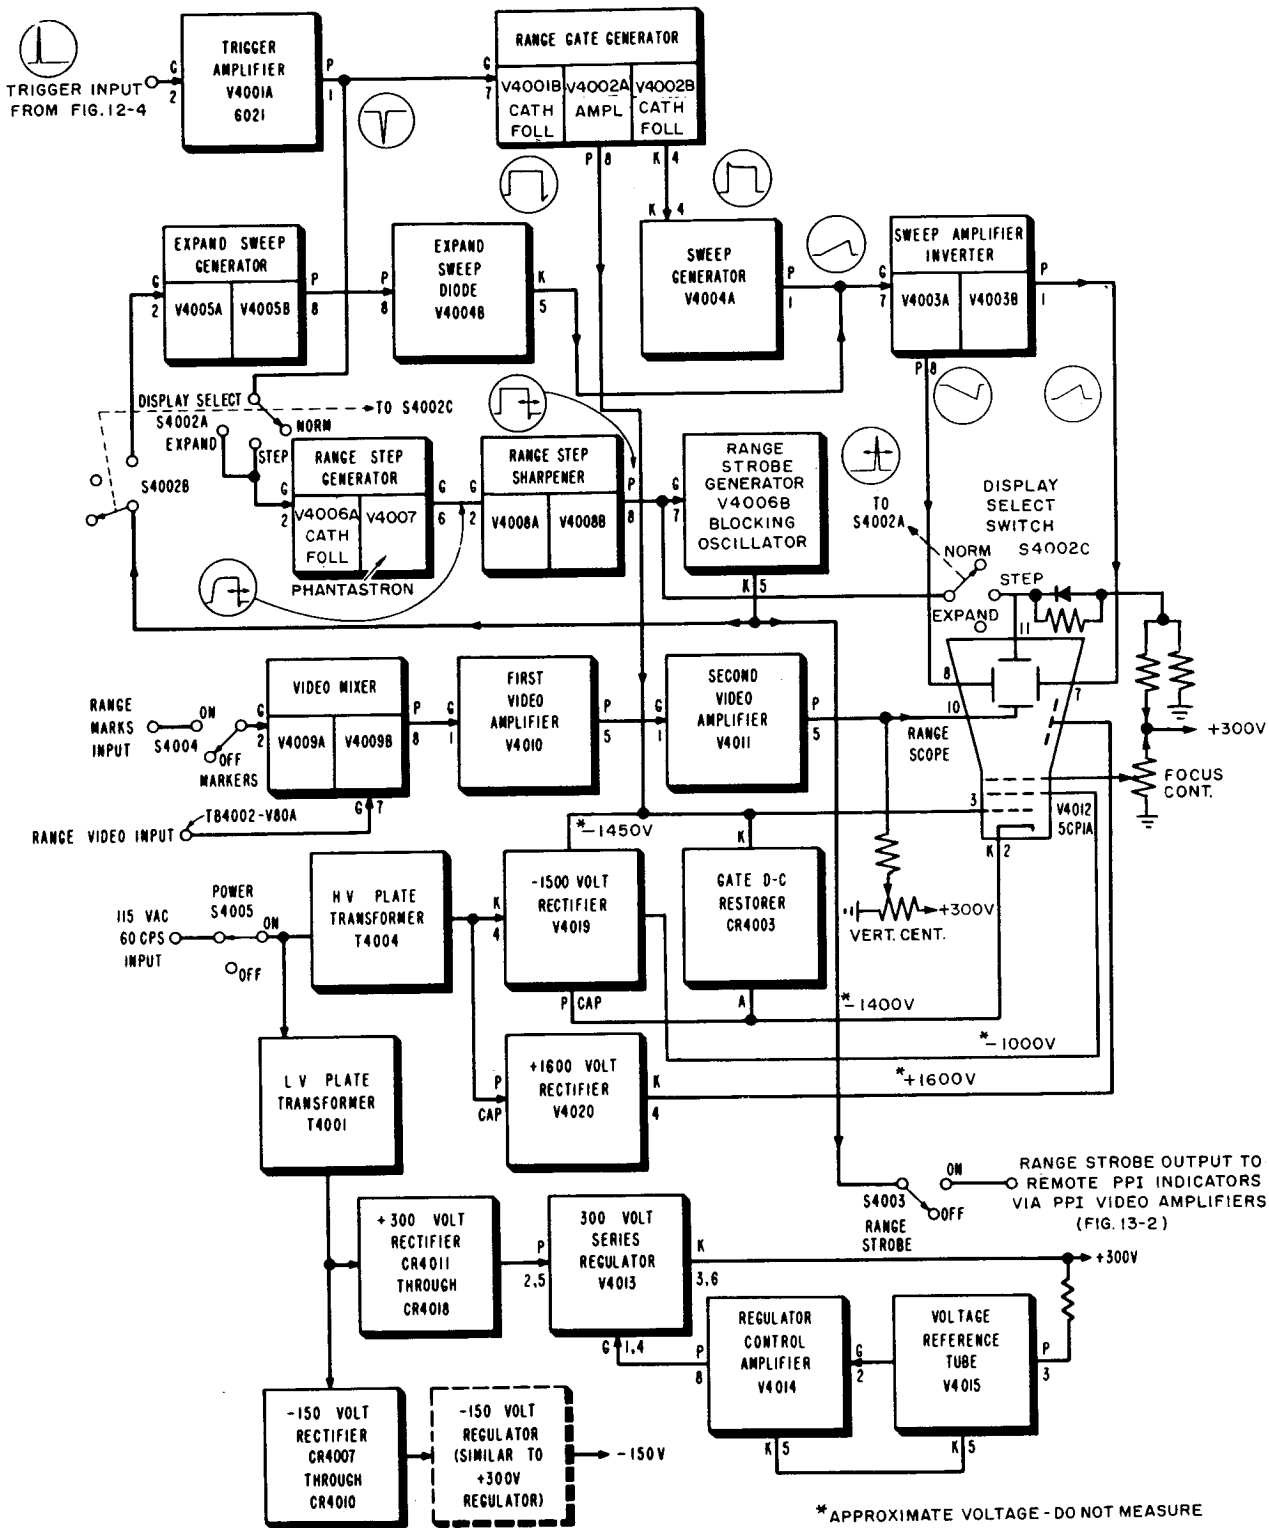 TRIGGER INPUT
FROM FIG.12-4
G
2
TRIGGER
AMPLIFIER
V4001A
6021
P
1
G
7
RANGE GATE GENERATOR
V4001B
CATH
FOLL
V4002A
AMPL
V4002B
CATH
FOLL
P 8
K 4
G
2
EXPAND SWEEP
GENERATOR
V4005A
V4005B
P
8
P
8
EXPAND
SWEEP
DIODE
V4004B
K
5
K 4
SWEEP
GENERATOR
V4004A
P
1
G
7
SWEEP AMPLIFIER
INVERTER
V4003A
V4003B
P
1
P 8
DISPLAY SELECT
S4002A
EXPAND
STEP
NORM
TO S4002C
S4002B
G
2
RANGE STEP
GENERATOR
V4006A
CATH
FOLL
V4007
PHANTASTRON
G
6
G
2
RANGE STEP
SHARPENER
V4008A
V4008B
P
8
G
7
RANGE
STROBE
GENERATOR
V4006B
BLOCKING
OSCILLATOR
K 5
TO
S4002A
DISPLAY
SELECT
SWITCH
S4002C
NORM
STEP
EXPAND
11
8
7
10
RANGE
SCOPE
3
V4012
5CP1A
K 2
+300V
FOCUS
CONT.
RANGE
MARKS
INPUT
ON
S4004
OFF
MARKERS
G
2
VIDEO MIXER
V4009A
V4009B
P
8
G 7
TB4002-V80A
RANGE VIDEO INPUT
G
1
FIRST
VIDEO
AMPLIFIER
V4010
P
5
G
1
SECOND
VIDEO
AMPLIFIER
V4011
P
5
+300V
VERT. CENT.
115 VAC
60 CPS
INPUT
POWER
S4005
ON
OFF
HV PLATE
TRANSFORMER
T4004
K
4
*-1450V
-1500 VOLT
RECTIFIER
V4019
P CAP
K
GATE D-C
RESTORER
CR4003
A
*-1400V
*-1000V
*+1600V
P
CAP
+1600 VOLT
RECTIFIER
V4020
K
4
LV PLATE
TRANSFORMER
T4001
S4003
ON
OFF
RANGE
STROBE
RANGE STROBE OUTPUT TO
REMOTE PPI INDICATORS
VIA PPI VIDEO AMPLIFIERS
(FIG. 13-2)
+300 VOLT
RECTIFIER
CR4011
THROUGH
CR4018
P
2,5
300 VOLT
SERIES
REGULATOR
V4013
K
3,6
G 1,4
+300V
P
8
REGULATOR
CONTROL
AMPLIFIER
V4014
K 5
G
2
VOLTAGE
REFERENCE
TUBE
V4015
P
3
K 5
-150 VOLT
RECTIFIER
CR4007
THROUGH
CR4010
-150 VOLT
REGULATOR
(SIMILAR TO
+300V
REGULATOR)
-150V
*APPROXIMATE VOLTAGE-DO NOT MEASURE